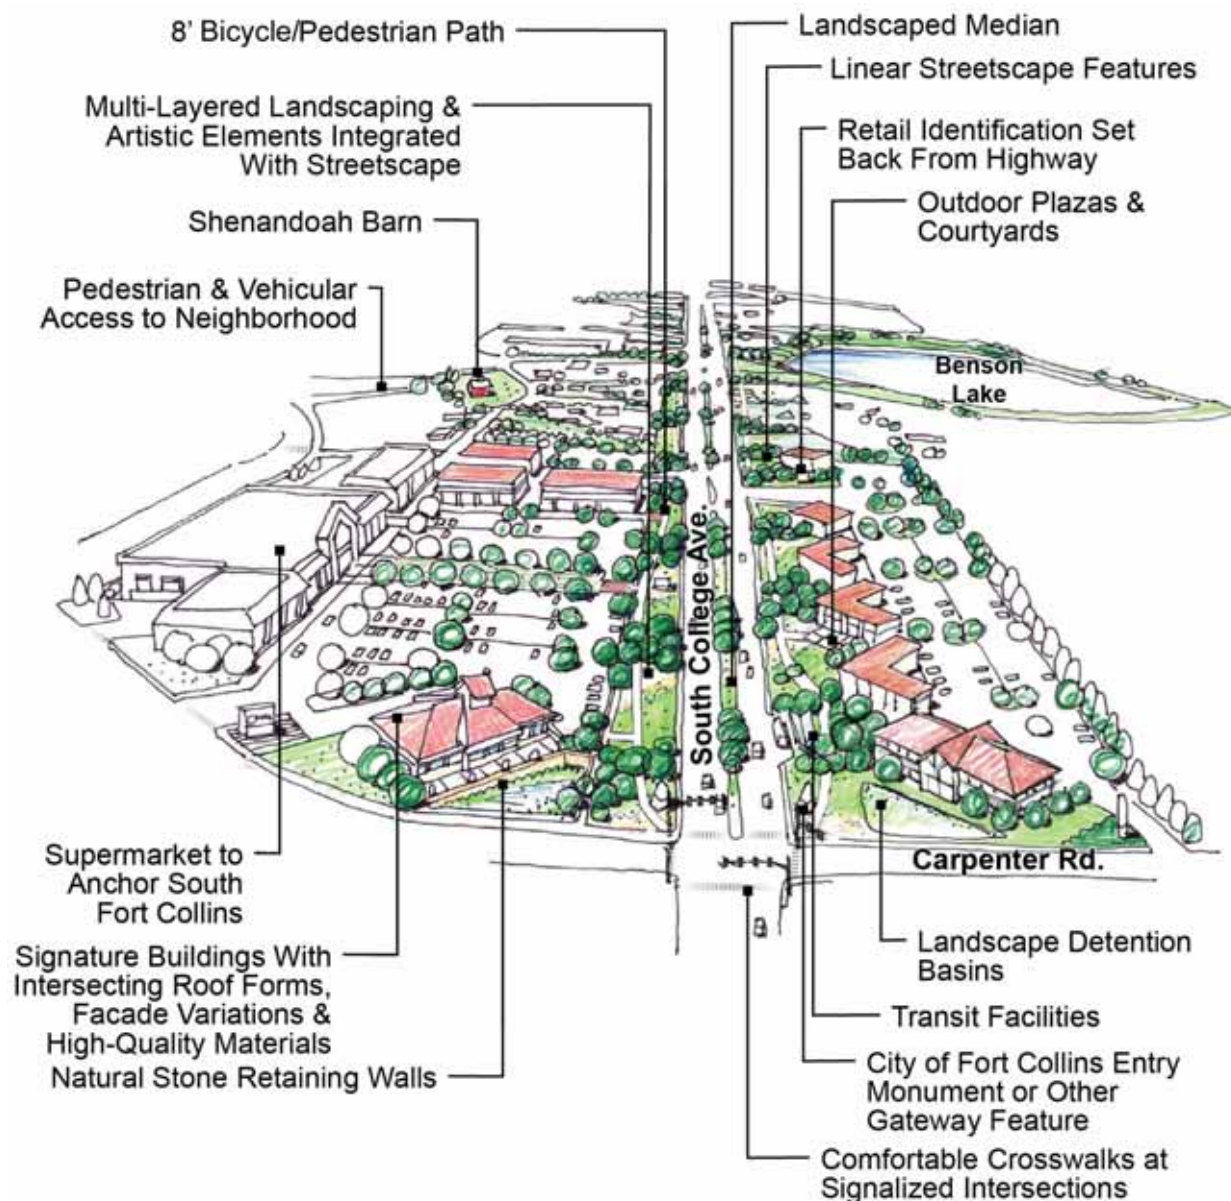 8' Bicycle/Pedestrian Path
Multi-Layered Landscaping &
Artistic Elements Integrated
With Streetscape
Shenandoah Barn
Pedestrian & Vehicular
Access to Neighborhood
Landscaped Median
Linear Streetscape Features
Retail Identification Set
Back From Highway
Outdoor Plazas &
Courtyards
Benson
Lake
South College Ave.
Carpenter Rd.
Supermarket to
Anchor South
Fort Collins
Signature Buildings With
Intersecting Roof Forms,
Facade Variations &
High-Quality Materials
Natural Stone Retaining Walls
Landscape Detention
Basins
Transit Facilities
City of Fort Collins Entry
Monument or Other
Gateway Feature
Comfortable Crosswalks at
Signalized Intersections